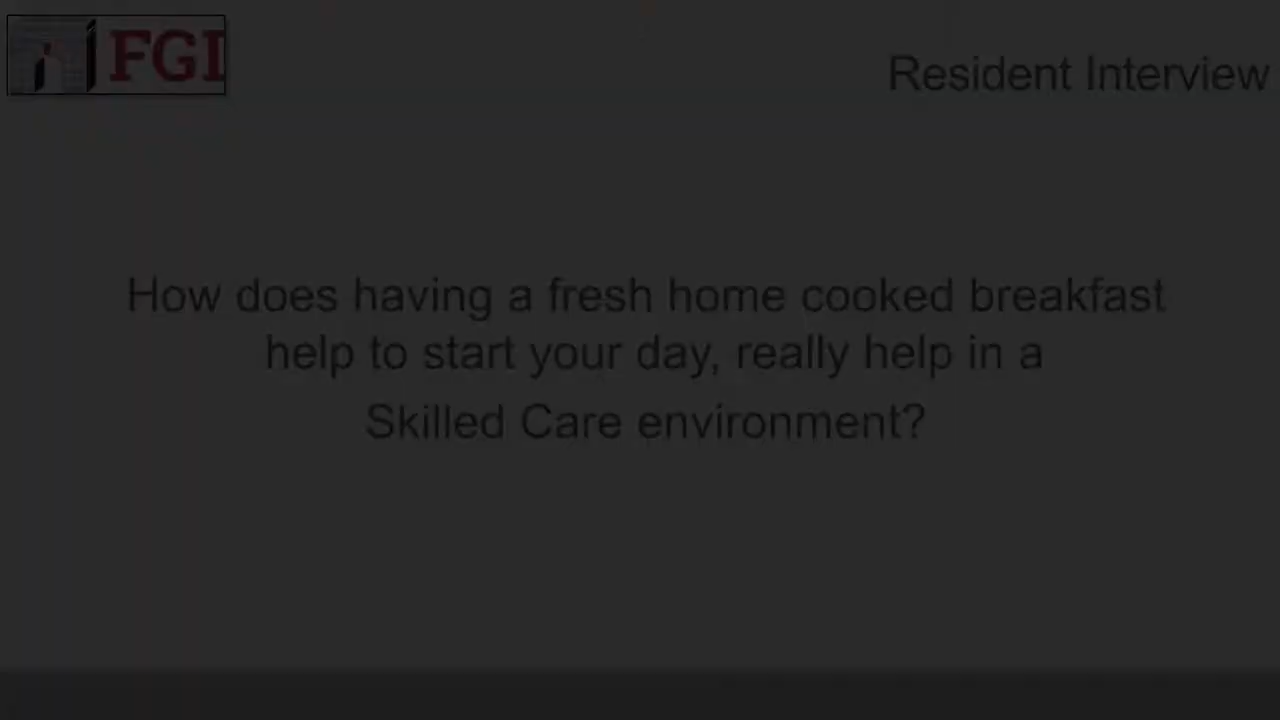 FGI
Resident Interview
How does having a fresh home cooked breakfast
help to start your day, really help in a
Skilled Care environment?